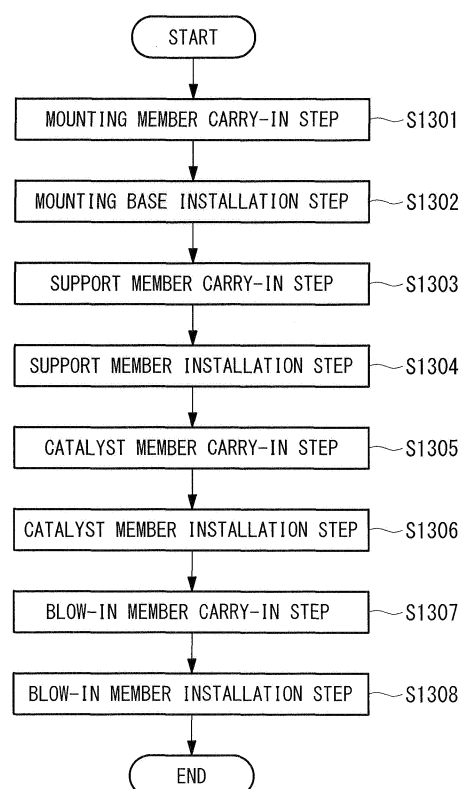 START
MOUNTING MEMBER CARRY-IN STEP S1301
MOUNTING BASE INSTALLATION STEP S1302
SUPPORT MEMBER CARRY-IN STEP S1303
SUPPORT MEMBER INSTALLATION STEP S1304
CATALYST MEMBER CARRY-IN STEP S1305
CATALYST MEMBER INSTALLATION STEP S1306
BLOW-IN MEMBER CARRY-IN STEP S1307
BLOW-IN MEMBER INSTALLATION STEP S1308
END